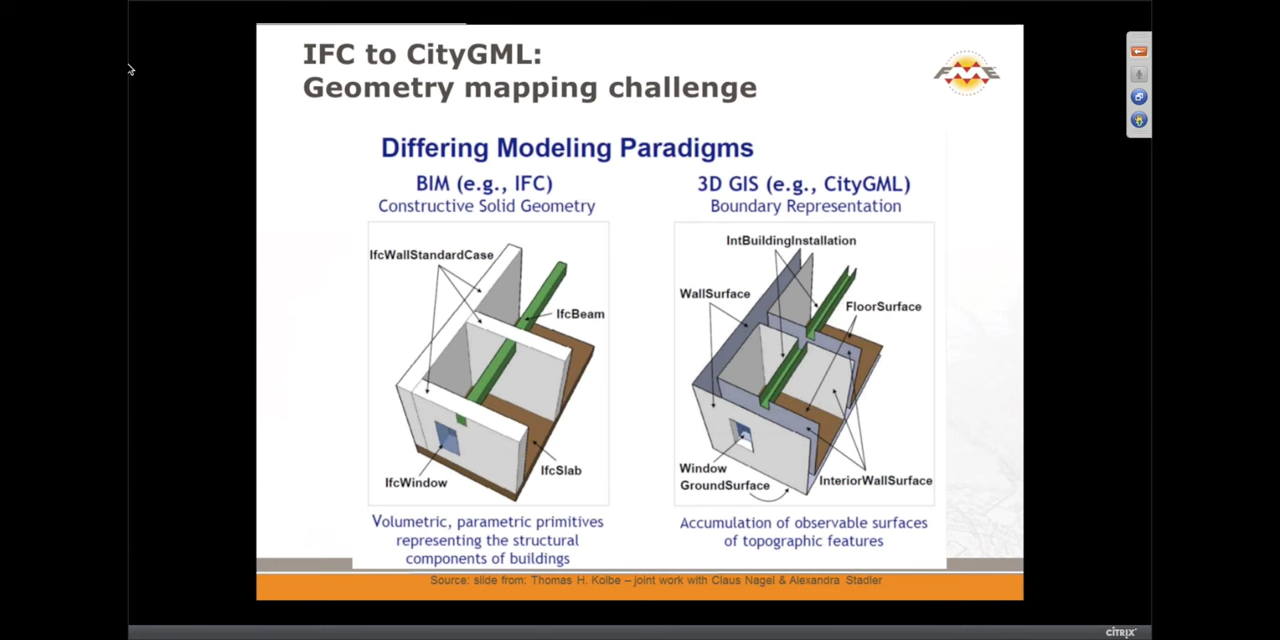 IFC to CityGML:
Geometry mapping challenge
FME
Differing Modeling Paradigms
BIM (e.g., IFC)
Constructive Solid Geometry
IfcWallStandardCase
IfcBeam
IfcSlab
IfcWindow
Volumetric, parametric primitives
representing the structural
components of buildings
3D GIS (e.g., CityGML)
Boundary Representation
IntBuildingInstallation
WallSurface
FloorSurface
Window
GroundSurface
InteriorWallSurface
Accumulation of observable surfaces
of topographic features
Source: slide from: Thomas H. Kolbe – joint work with Claus Nagel & Alexandra Stadler
CITRIX